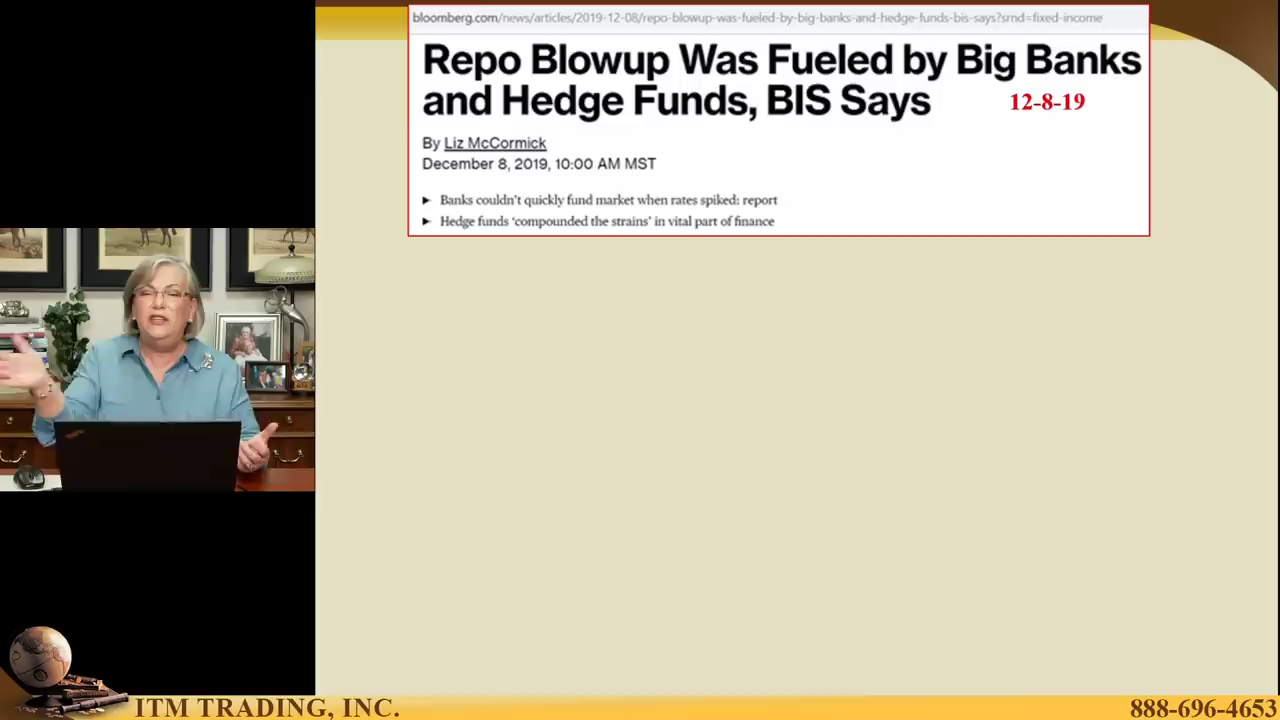 bloomberg.com/news/articles/2019-12-08/repo-blowup-was-fueled-by-big-banks-and-hedge-funds-bis-says?srnd=fixed-income
Repo Blowup Was Fueled by Big Banks
and Hedge Funds, BIS Says
12-8-19
By Liz McCormick
December 8, 2019, 10:00 AM MST
► Banks couldn't quickly fund market when rates spiked: report
► Hedge funds 'compounded the strains' in vital part of finance
ITM TRADING, INC.
888-696-4653